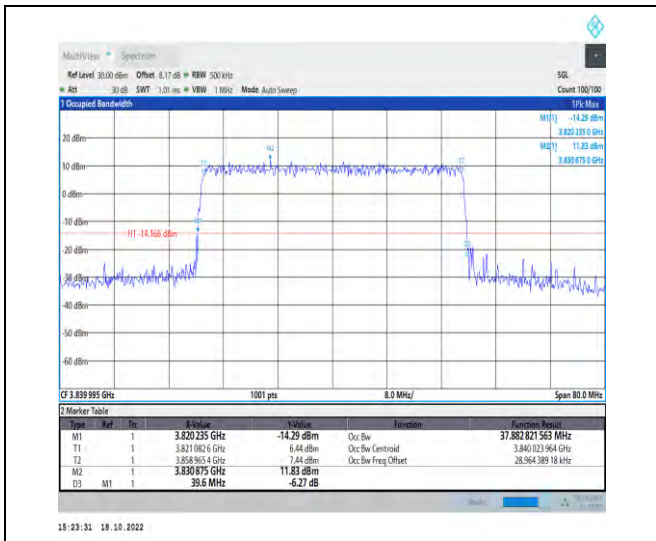 MultiView Spectrum
Ref Level 30.00 dBm Offset 8.17 dB RBW 500 kHz SGL
Att 30 dB SWT 1.01 ms VBW 1 MHz Mode Auto Sweep Count 100/100
1 Occupied Bandwidth 1Pk Max
M1[1] -14.29 dBm
3.820 235 0 GHz
M2[1] 11.83 dBm
3.830 875 0 GHz
20 dBm
M2
T1 T2
10 dBm
0 dBm
-10 dBm
M1
H1 -14.166 dBm
-20 dBm
D3
-30 dBm
-40 dBm
-50 dBm
-60 dBm
CF 3.839 995 GHz 1001 pts 8.0 MHz/ Span 80.0 MHz
2 Marker Table
Type Ref Trc X-Value Y-Value Function Function Result
M1 1 3.820 235 GHz -14.29 dBm Occ Bw 37.882 821 563 MHz
T1 1 3.821 082 6 GHz 6.44 dBm Occ Bw Centroid 3.840 023 964 GHz
T2 1 3.858 965 4 GHz 7.44 dBm Occ Bw Freq Offset 28.964 389 18 kHz
M2 1 3.830 875 GHz 11.83 dBm
D3 M1 1 39.6 MHz -6.27 dB
15:23:31 18.10.2022